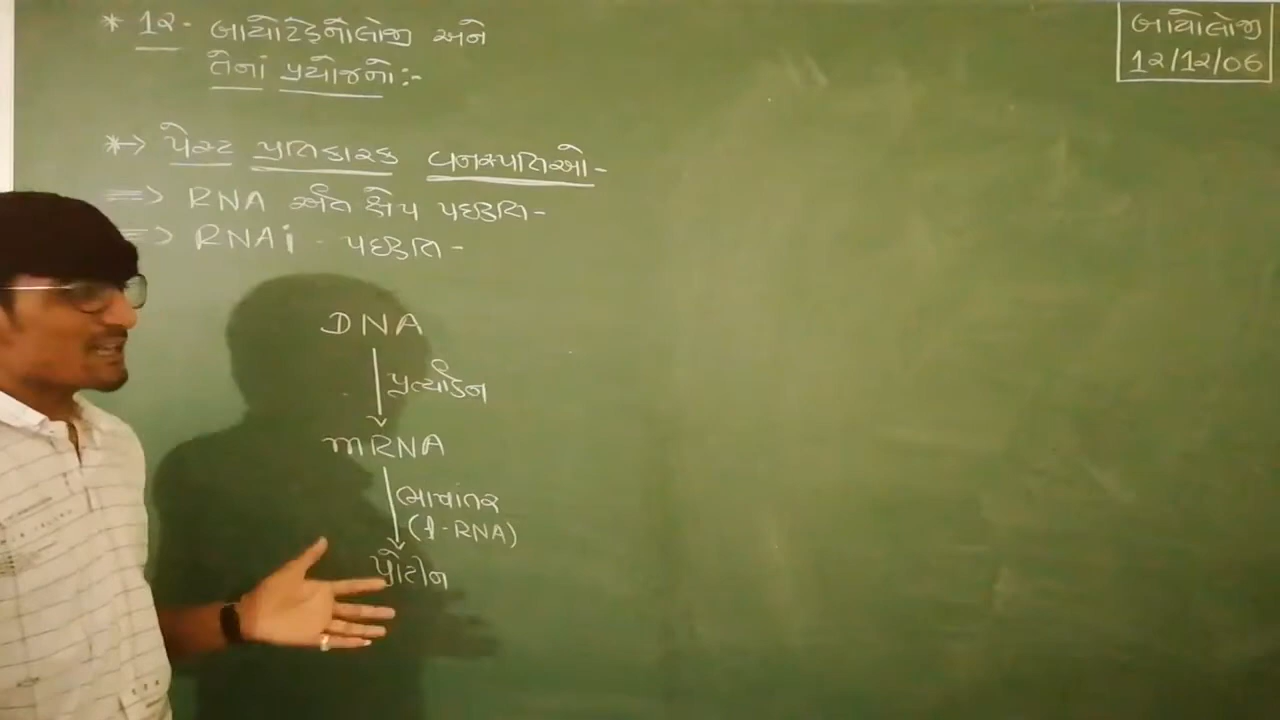 * 12 - બાયોટેકનોલોજી અને
તેનાં પ્રયોજનો:-
બાયોલોજી
12/12/06
*-> પેસ્ટ પ્રતિકારક વનસ્પતિઓ-
=> RNA અંતઃક્ષેપ પદ્ધતિ-
=> RNAi - પદ્ધતિ-
DNA
પ્રત્યાંકન
mRNA
ભાષાંતર
(t-RNA)
પ્રોટીન